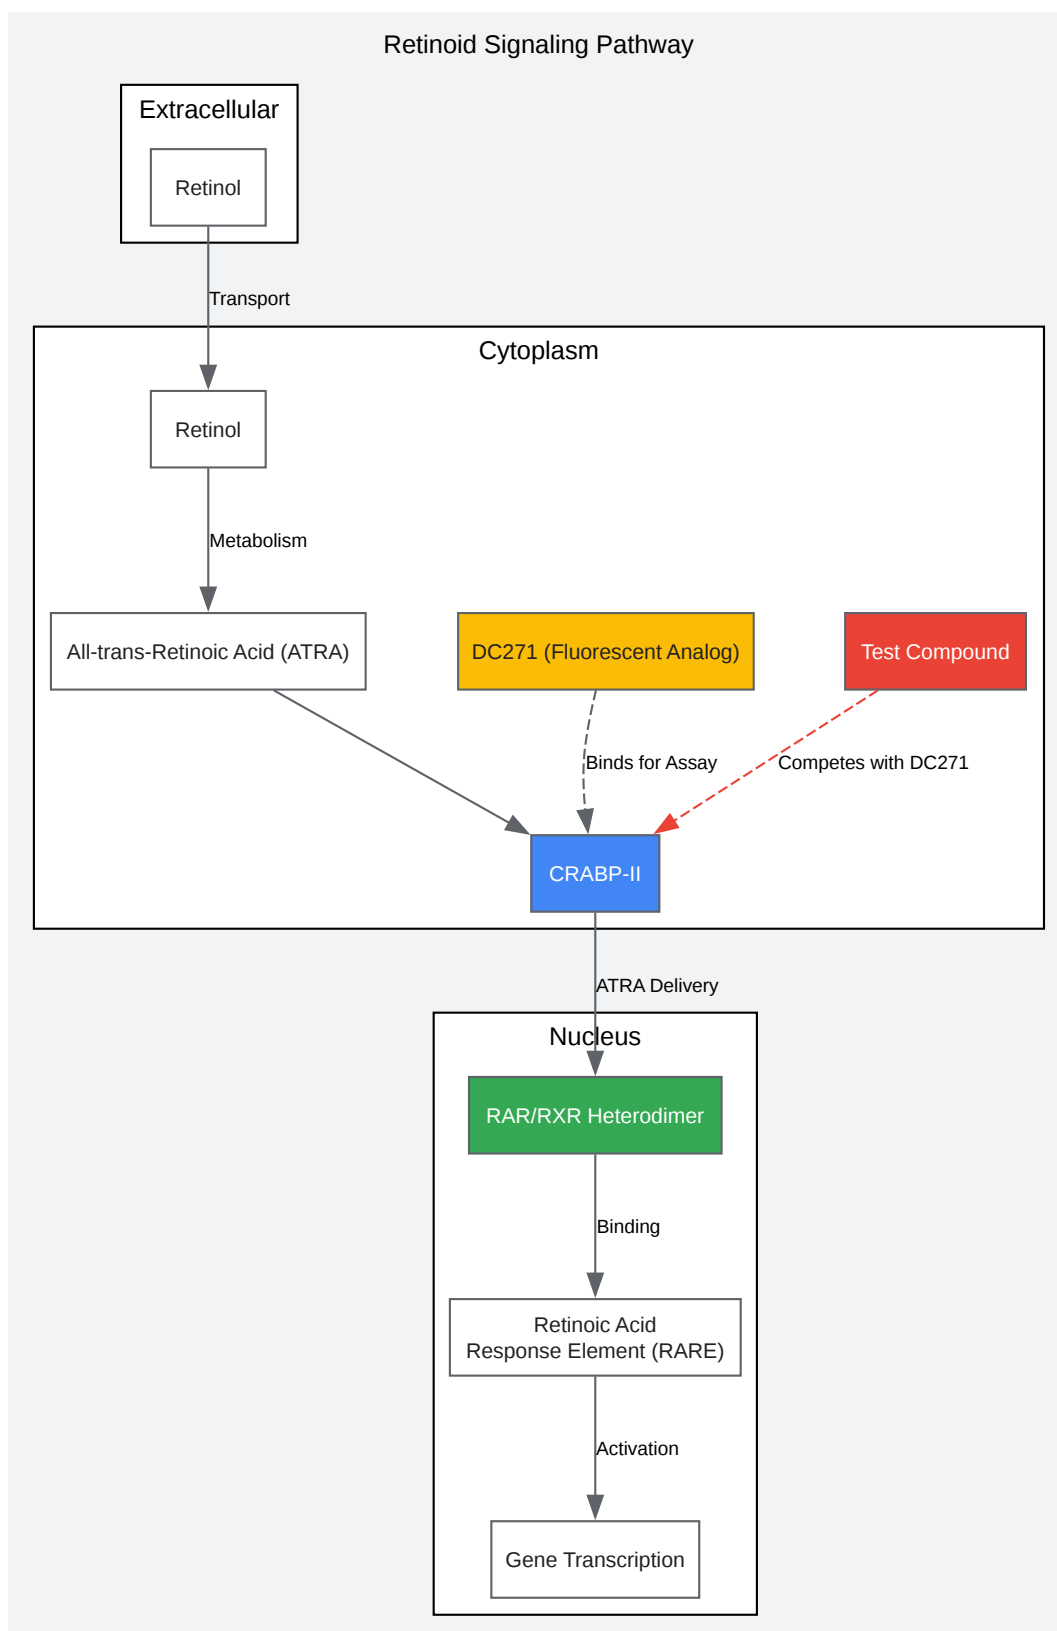 Retinoid Signaling Pathway
Extracellular
Retinol
Transport
Cytoplasm
Retinol
Metabolism
All-trans-Retinoic Acid (ATRA)
DC271 (Fluorescent Analog)
Test Compound
Binds for Assay
Competes with DC271
CRABP-II
ATRA Delivery
Nucleus
RAR/RXR Heterodimer
Binding
Retinoic Acid
Response Element (RARE)
Activation
Gene Transcription